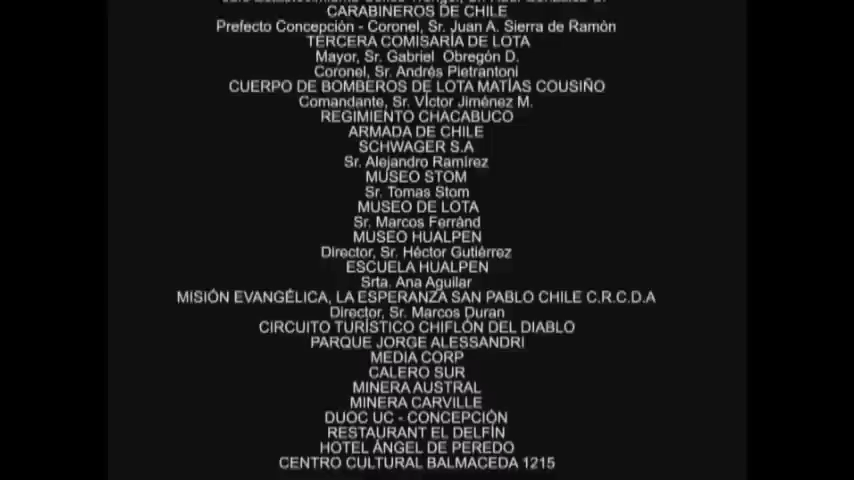 CARABINEROS DE CHILE
Prefecto Concepción - Coronel, Sr. Juan A. Sierra de Ramón
TERCERA COMISARÍA DE LOTA
Mayor, Sr. Gabriel Obregón D.
Coronel, Sr. Andrés Pietrantoni
CUERPO DE BOMBEROS DE LOTA MATÍAS COUSIÑO
Comandante, Sr. Víctor Jiménez M.
REGIMIENTO CHACABUCO
ARMADA DE CHILE
SCHWAGER S.A
Sr. Alejandro Ramírez
MUSEO STOM
Sr. Tomas Stom
MUSEO DE LOTA
Sr. Marcos Ferrând
MUSEO HUALPEN
Director, Sr. Héctor Gutiérrez
ESCUELA HUALPEN
Srta. Ana Aguilar
MISIÓN EVANGÉLICA, LA ESPERANZA SAN PABLO CHILE C.R.C.D.A
Director, Sr. Marcos Duran
CIRCUITO TURÍSTICO CHIFLÓN DEL DIABLO
PARQUE JORGE ALESSANDRI
MEDIA CORP
CALERO SUR
MINERA AUSTRAL
MINERA CARVILLE
DUOC UC - CONCEPCIÓN
RESTAURANT EL DELFÍN
HOTEL ÁNGEL DE PEREDO
CENTRO CULTURAL BALMACEDA 1215